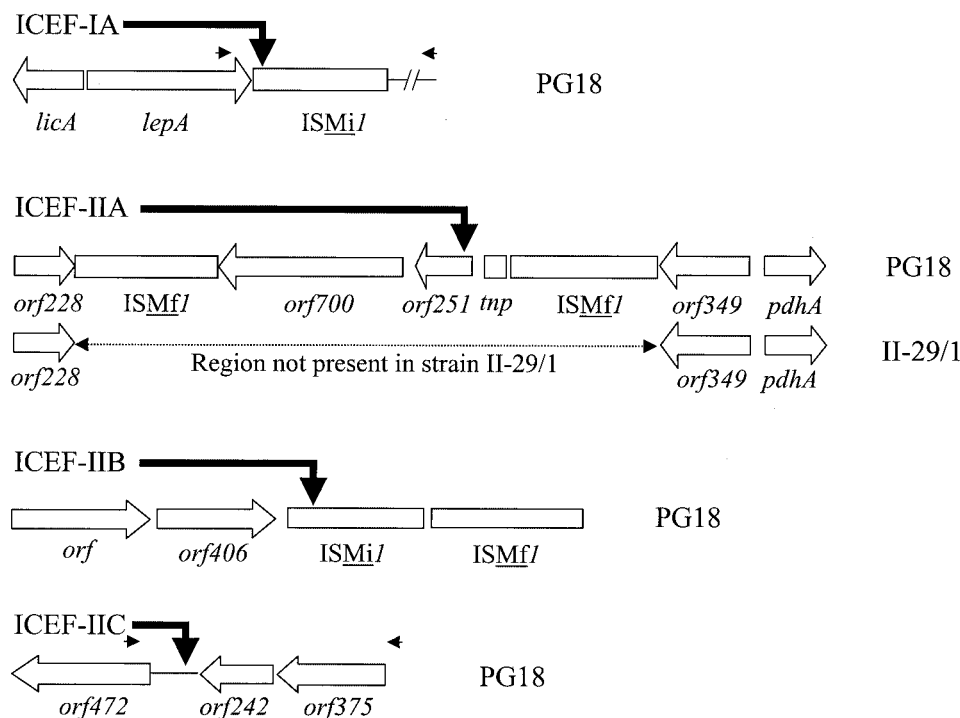 ICEF-IA
PG18
licA lepA ISMi1
ICEF-IIA
PG18
orf228 ISMf1 orf700 orf251 tnp ISMf1 orf349 pdhA
Region not present in strain II-29/1
II-29/1
orf228 orf349 pdhA
ICEF-IIB
PG18
orf orf406 ISMi1 ISMf1
ICEF-IIC
PG18
orf472 orf242 orf375